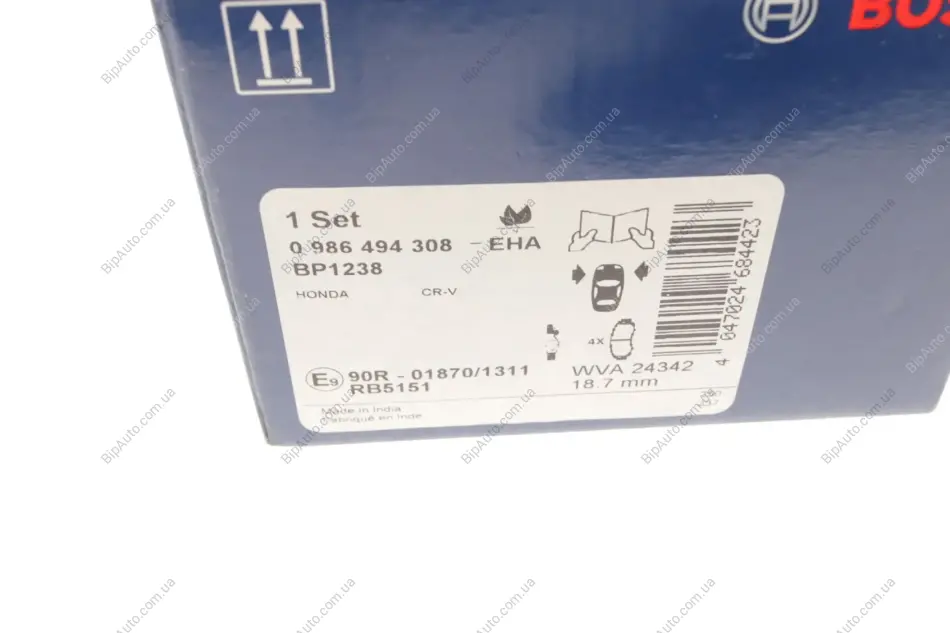 BOS
1 Set
0 986 494 308 - EHA
BP1238
HONDA CR-V
4X
4 047024 684423
E9 90R - 01870/1311
RB5151
WVA 24342
18.7 mm
Made in India
Fabriqué en Inde
BipAuto.com.ua